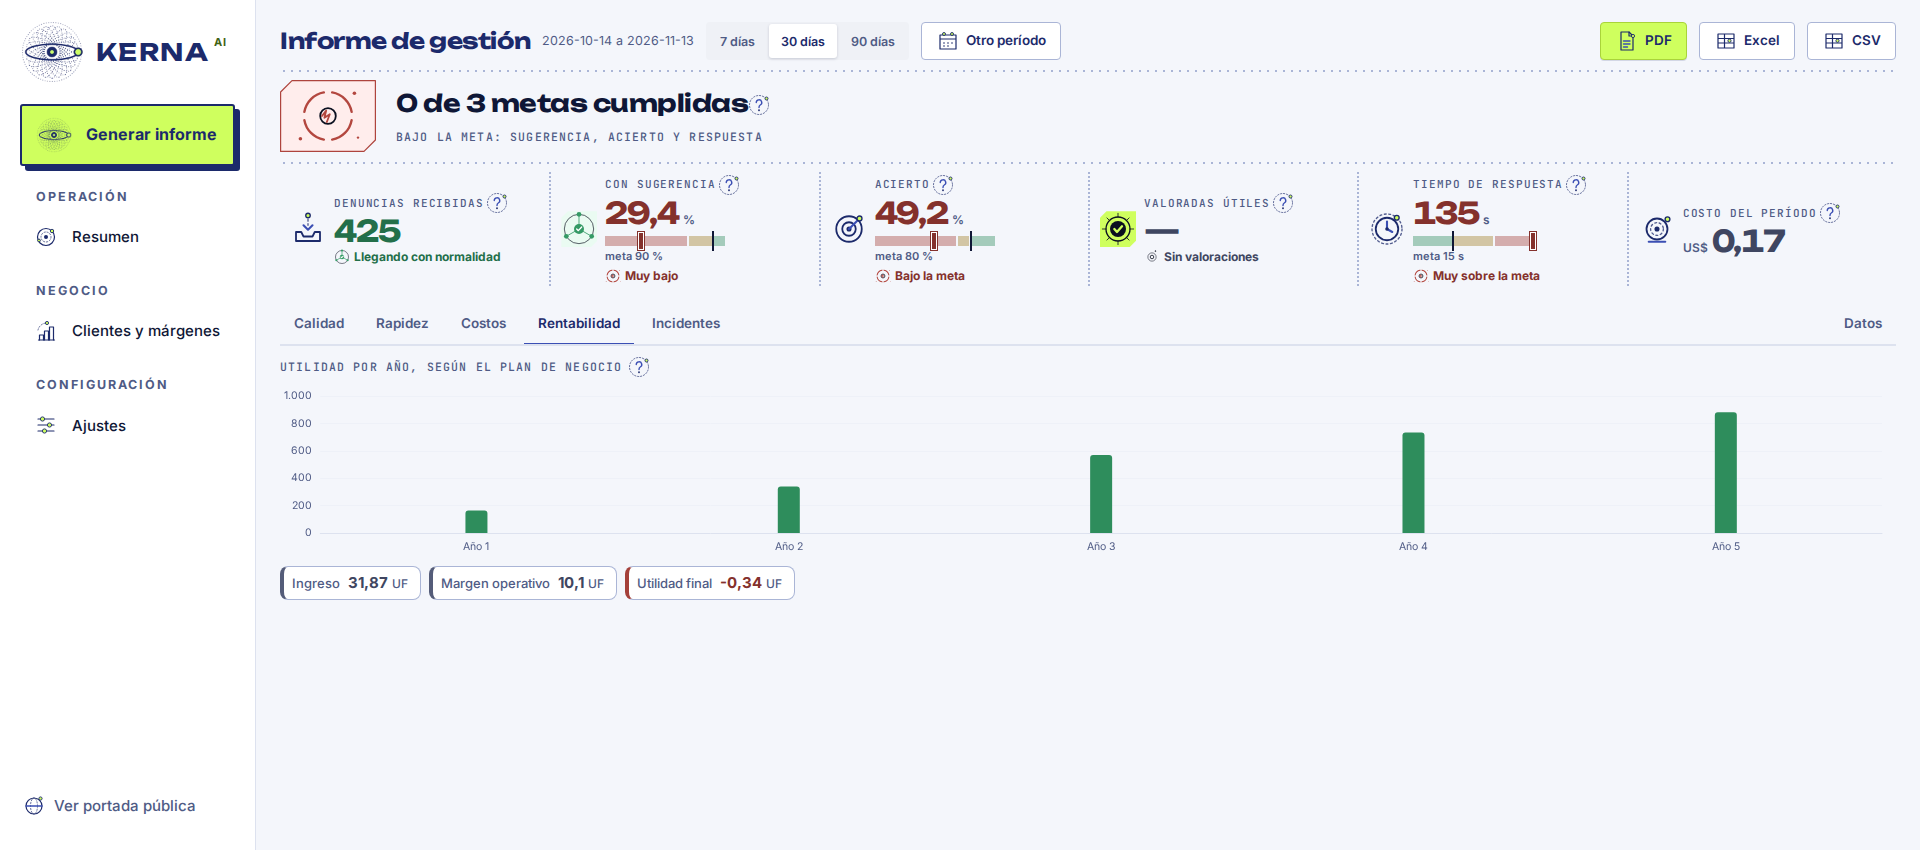 KERNA AI
Generar informe
OPERACIÓN
Resumen
NEGOCIO
Clientes y márgenes
CONFIGURACIÓN
Ajustes
Ver portada pública
Informe de gestión 2026-10-14 a 2026-11-13 7 días 30 días 90 días Otro período PDF Excel CSV
0 de 3 metas cumplidas ?
BAJO LA META: SUGERENCIA, ACIERTO Y RESPUESTA
DENUNCIAS RECIBIDAS ?
425
Llegando con normalidad
CON SUGERENCIA ?
29,4 %
meta 90 %
Muy bajo
ACIERTO ?
49,2 %
meta 80 %
Bajo la meta
VALORADAS ÚTILES ?
—
Sin valoraciones
TIEMPO DE RESPUESTA ?
135 s
meta 15 s
Muy sobre la meta
COSTO DEL PERÍODO ?
US$ 0,17
Calidad Rapidez Costos Rentabilidad Incidentes Datos
UTILIDAD POR AÑO, SEGÚN EL PLAN DE NEGOCIO ?
1.000
800
600
400
200
0
Año 1 Año 2 Año 3 Año 4 Año 5
Ingreso 31,87 UF Margen operativo 10,1 UF Utilidad final -0,34 UF